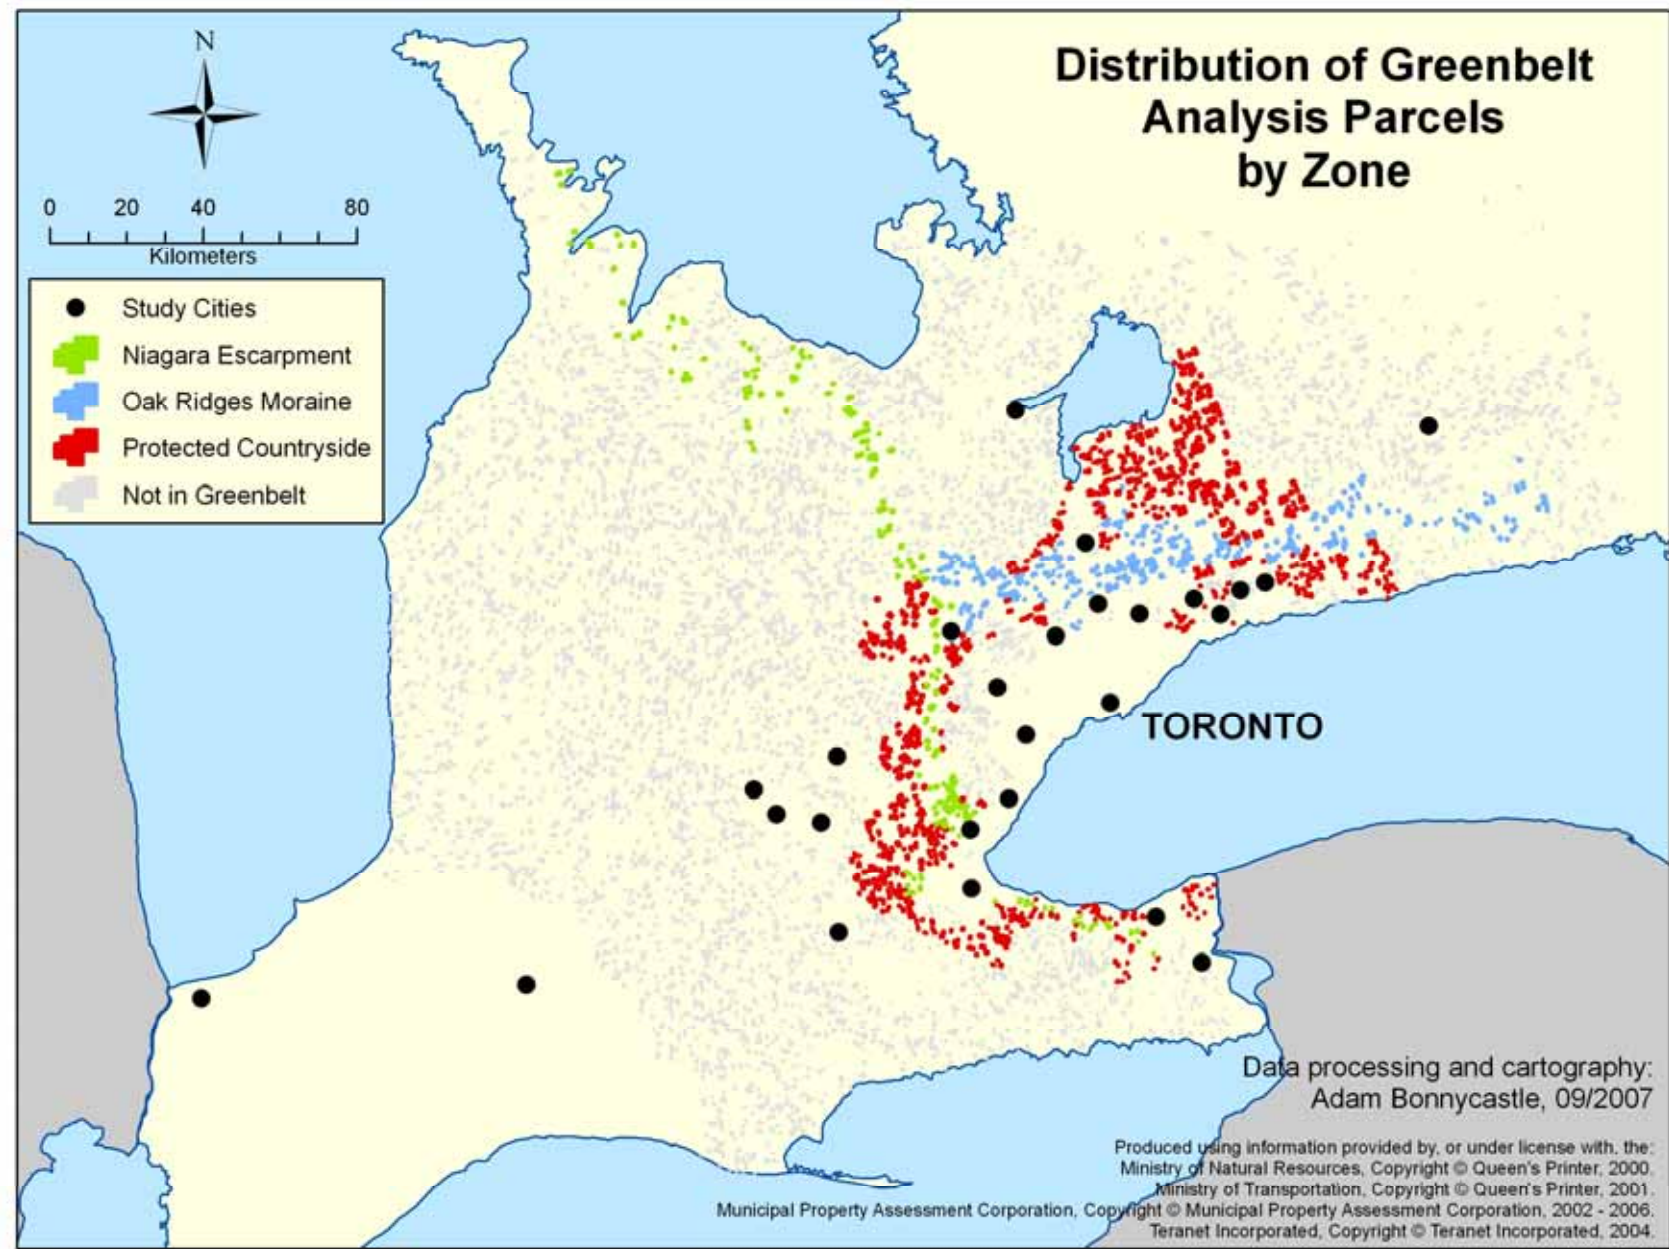 Distribution of Greenbelt
Analysis Parcels
by Zone
N
0 20 40 80
Kilometers
Study Cities
Niagara Escarpment
Oak Ridges Moraine
Protected Countryside
Not in Greenbelt
TORONTO
Data processing and cartography:
Adam Bonnycastle, 09/2007
Produced using information provided by, or under license with, the:
Ministry of Natural Resources, Copyright © Queen's Printer, 2000.
Ministry of Transportation, Copyright © Queen's Printer, 2001.
Municipal Property Assessment Corporation, Copyright © Municipal Property Assessment Corporation, 2002 - 2006.
Teranet Incorporated, Copyright © Teranet Incorporated, 2004.